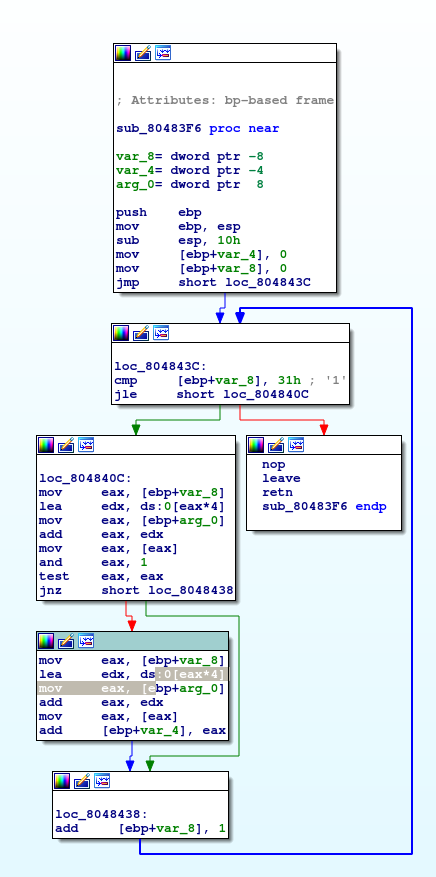 ; Attributes: bp-based frame
sub_80483F6 proc near
var_8= dword ptr -8
var_4= dword ptr -4
arg_0= dword ptr  8
push    ebp
mov     ebp, esp
sub     esp, 10h
mov     [ebp+var_4], 0
mov     [ebp+var_8], 0
jmp     short loc_804843C
loc_804843C:
cmp     [ebp+var_8], 31h ; '1'
jle     short loc_804840C
loc_804840C:
mov     eax, [ebp+var_8]
lea     edx, ds:0[eax*4]
mov     eax, [ebp+arg_0]
add     eax, edx
mov     eax, [eax]
and     eax, 1
test    eax, eax
jnz     short loc_8048438
nop
leave
retn
sub_80483F6 endp
mov     eax, [ebp+var_8]
lea     edx, ds:0[eax*4]
mov     eax, [ebp+arg_0]
add     eax, edx
mov     eax, [eax]
add     [ebp+var_4], eax
loc_8048438:
add     [ebp+var_8], 1